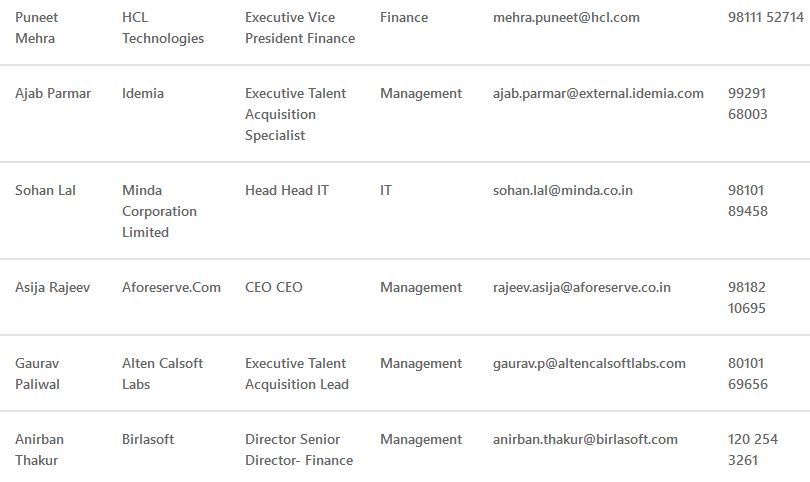 Puneet Mehra HCL Technologies Executive Vice President Finance Finance mehra.puneet@hcl.com 98111 52714
Ajab Parmar Idemia Executive Talent Acquisition Specialist Management ajab.parmar@external.idemia.com 99291 68003
Sohan Lal Minda Corporation Limited Head Head IT IT sohan.lal@minda.co.in 98101 89458
Asija Rajeev Aforeserve.Com CEO CEO Management rajeev.asija@aforeserve.co.in 98182 10695
Gaurav Paliwal Alten Calsoft Labs Executive Talent Acquisition Lead Management gaurav.p@altencalsoftlabs.com 80101 69656
Anirban Thakur Birlasoft Director Senior Director- Finance Management anirban.thakur@birlasoft.com 120 254 3261